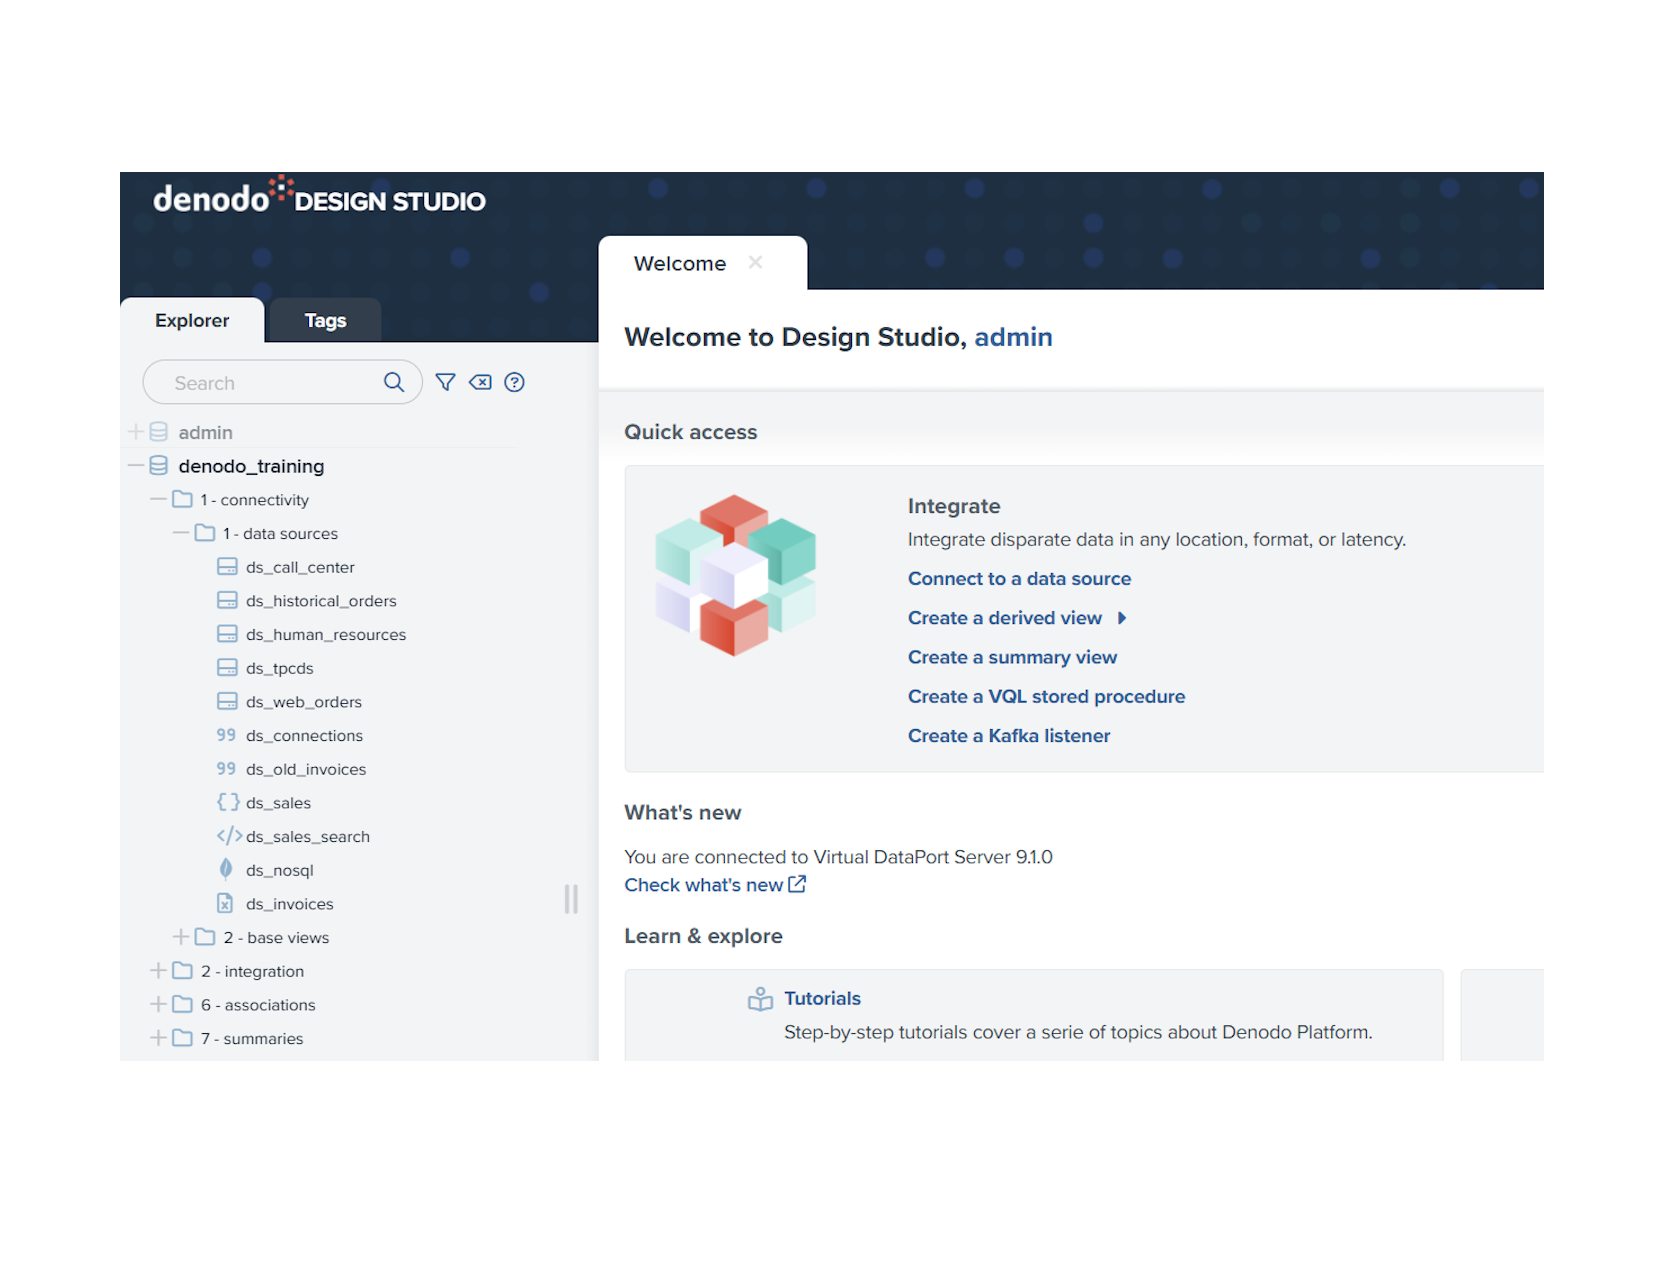 denodo DESIGN STUDIO
Welcome
Explorer
Tags
Search
admin
denodo_training
1 - connectivity
1 - data sources
ds_call_center
ds_historical_orders
ds_human_resources
ds_tpcds
ds_web_orders
ds_connections
ds_old_invoices
ds_sales
ds_sales_search
ds_nosql
ds_invoices
2 - base views
2 - integration
6 - associations
7 - summaries
Welcome to Design Studio, admin
Quick access
Integrate
Integrate disparate data in any location, format, or latency.
Connect to a data source
Create a derived view
Create a summary view
Create a VQL stored procedure
Create a Kafka listener
What's new
You are connected to Virtual DataPort Server 9.1.0
Check what's new
Learn & explore
Tutorials
Step-by-step tutorials cover a serie of topics about Denodo Platform.